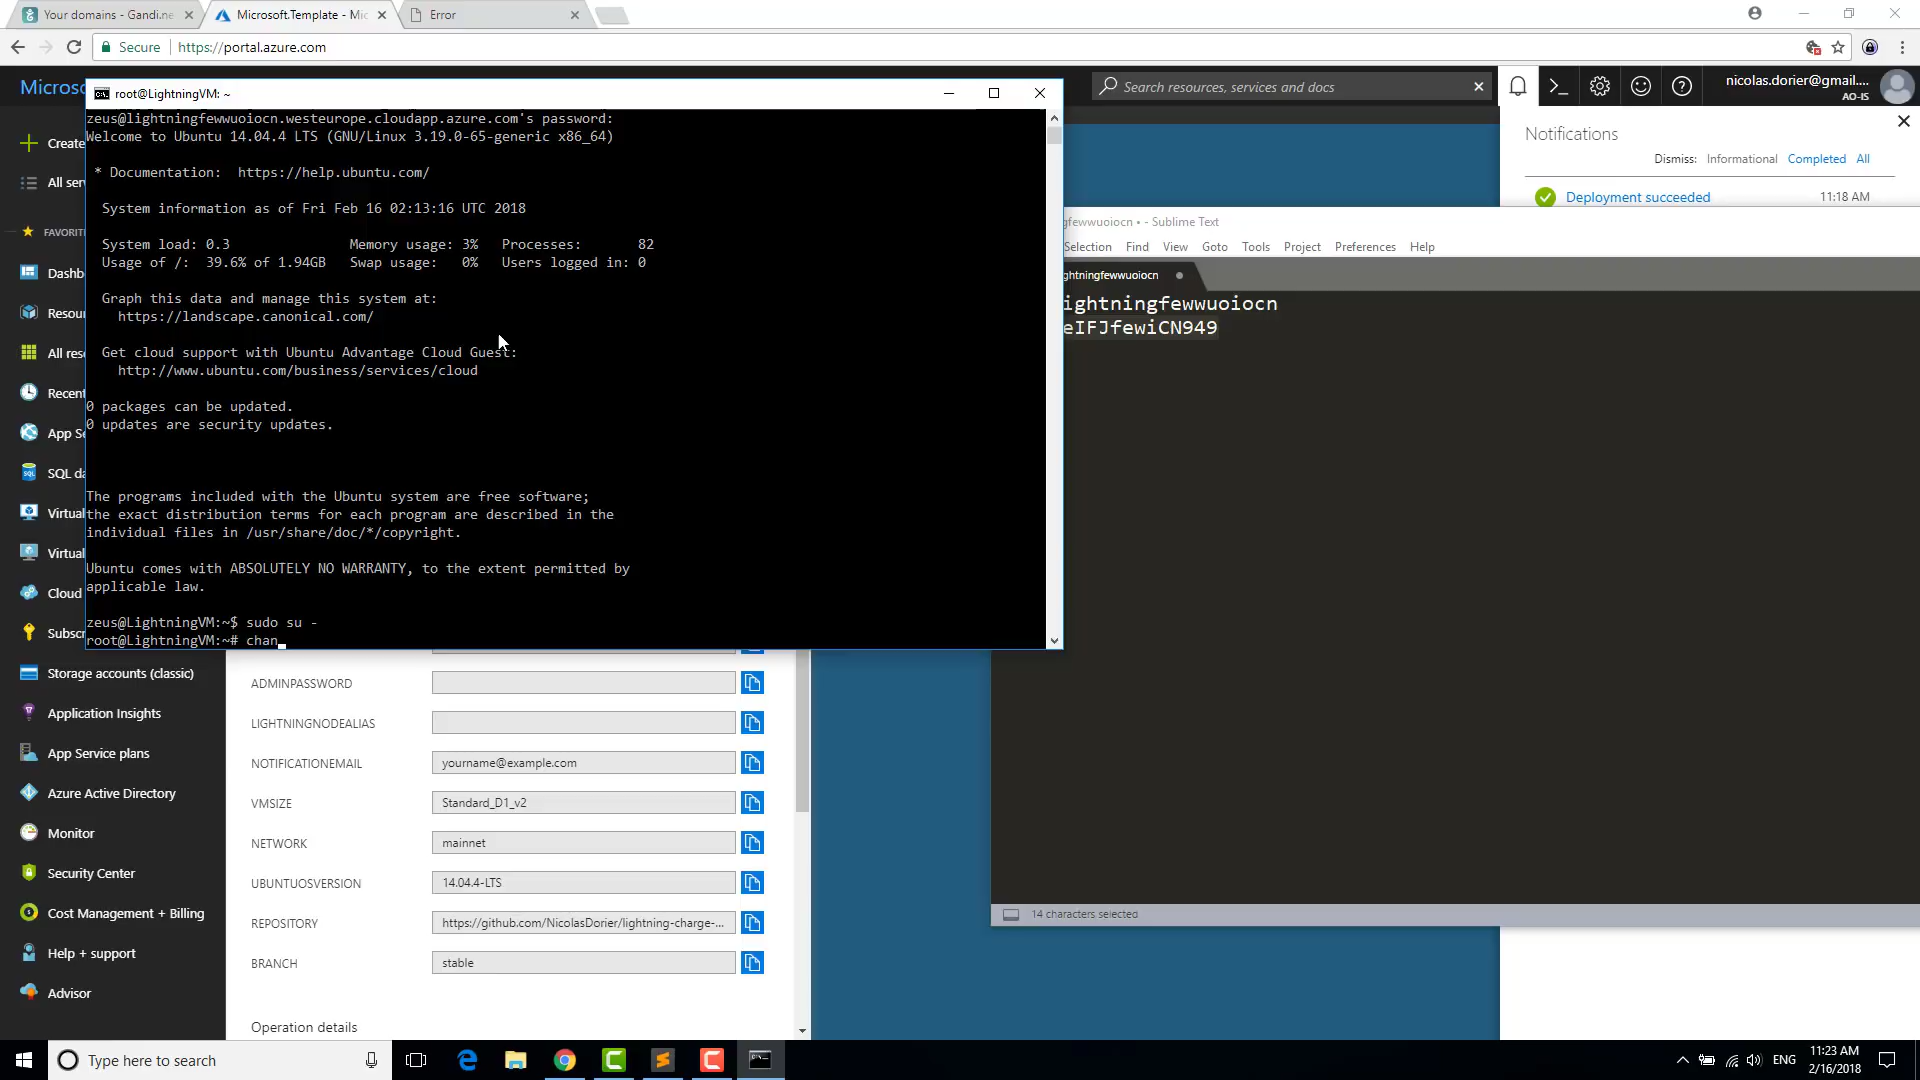 Your domains - Gandi.ne
Microsoft.Template - Mic
Error
Secure
https://portal.azure.com
Micros
Search resources, services and docs
nicolas.dorier@gmail....
AO-IS
root@LightningVM: ~
zeus@lightningfewwuoiocn.westeurope.cloudapp.azure.com's password:
Welcome to Ubuntu 14.04.4 LTS (GNU/Linux 3.19.0-65-generic x86_64)
* Documentation: https://help.ubuntu.com/
System information as of Fri Feb 16 02:13:16 UTC 2018
System load: 0.3 Memory usage: 3% Processes: 82
Usage of /: 39.6% of 1.94GB Swap usage: 0% Users logged in: 0
Graph this data and manage this system at:
https://landscape.canonical.com/
Get cloud support with Ubuntu Advantage Cloud Guest:
http://www.ubuntu.com/business/services/cloud
0 packages can be updated.
0 updates are security updates.
The programs included with the Ubuntu system are free software;
the exact distribution terms for each program are described in the
individual files in /usr/share/doc/*/copyright.
Ubuntu comes with ABSOLUTELY NO WARRANTY, to the extent permitted by
applicable law.
zeus@LightningVM:~$ sudo su -
root@LightningVM:~# chan
Create
All ser
FAVORIT
Dashb
Resou
All res
Recen
App Se
SQL da
Virtual
Virtual
Cloud
Subscr
Storage accounts (classic)
Application Insights
App Service plans
Azure Active Directory
Monitor
Security Center
Cost Management + Billing
Help + support
Advisor
ADMINPASSWORD
LIGHTNINGNODEALIAS
NOTIFICATIONEMAIL yourname@example.com
VMSIZE Standard_D1_v2
NETWORK mainnet
UBUNTUOSVERSION 14.04.4-LTS
REPOSITORY https://github.com/NicolasDorier/lightning-charge-...
BRANCH stable
Operation details
Notifications
Dismiss: Informational Completed All
Deployment succeeded 11:18 AM
gfewwuoiocn • - Sublime Text
Selection Find View Goto Tools Project Preferences Help
ghtningfewwuoiocn
ightningfewwuoiocn
eIFJfewiCN949
14 characters selected
Type here to search
ENG
11:23 AM
2/16/2018